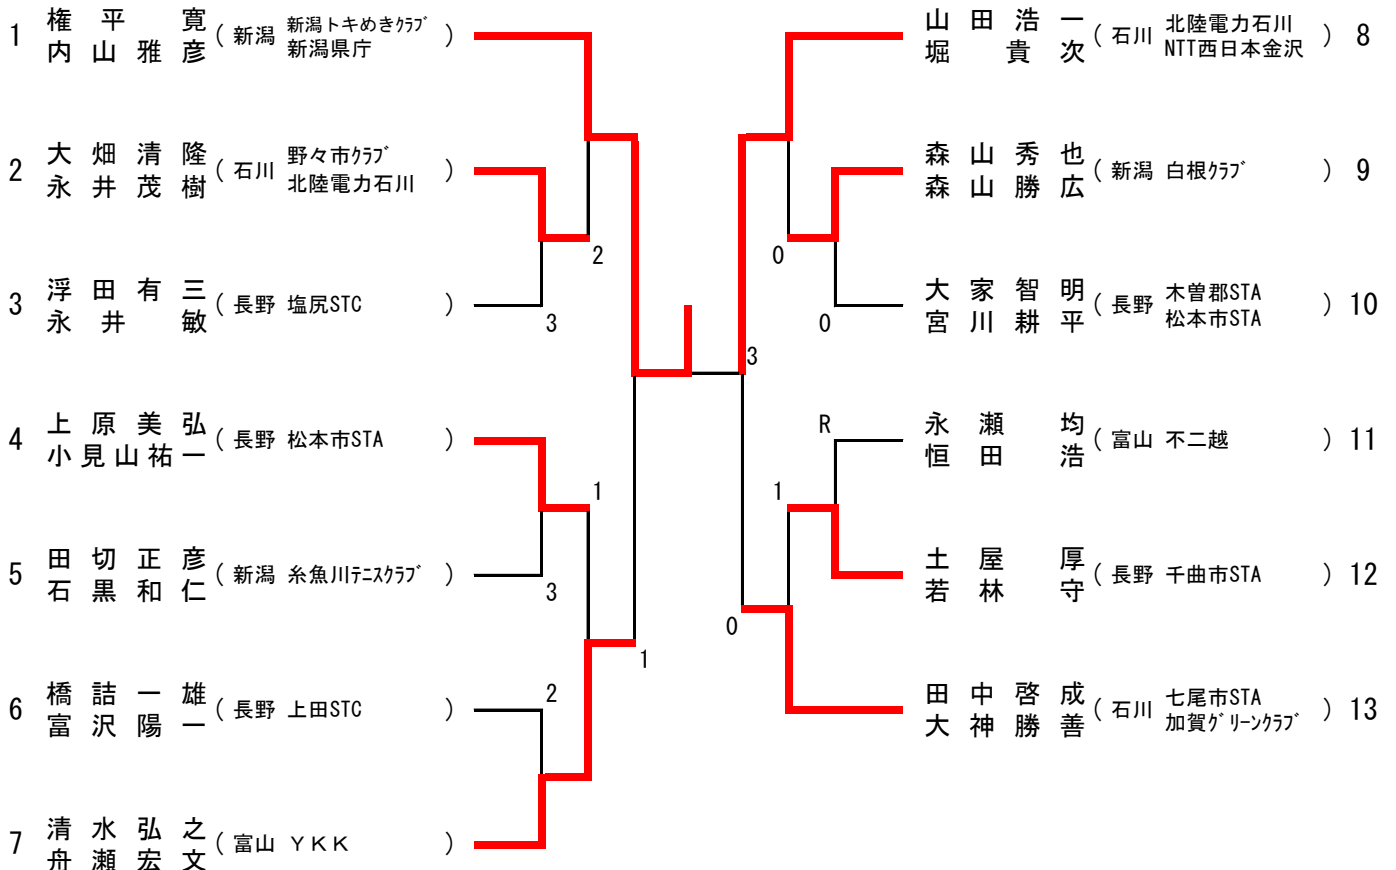 1 権平寛 内山雅彦 ( 新潟 新潟トキめきｸﾗﾌﾞ 新潟県庁 )
2 大畑清隆 永井茂樹 ( 石川 野々市ｸﾗﾌﾞ 北陸電力石川 )
2
3 浮田有三 永井敏 ( 長野 塩尻STC )
3
4 上原美弘 小見山祐一 ( 長野 松本市STA )
1
5 田切正彦 石黒和仁 ( 新潟 糸魚川ﾃﾆｽｸﾗﾌﾞ )
3
1
6 橋詰一雄 富沢陽一 ( 長野 上田STC )
2
7 清水弘之 舟瀬宏文 ( 富山 ＹＫＫ )
山田浩一 堀貴次 ( 石川 北陸電力石川 NTT西日本金沢 ) 8
森山秀也 森山勝広 ( 新潟 白根ｸﾗﾌﾞ ) 9
0
大家智明 宮川耕平 ( 長野 木曽郡STA 松本市STA ) 10
0
3
R
永瀬均 恒田浩 ( 富山 不二越 ) 11
1
土屋厚 若林守 ( 長野 千曲市STA ) 12
0
田中啓成 大神勝善 ( 石川 七尾市STA 加賀ｸﾞﾘｰﾝｸﾗﾌﾞ ) 13